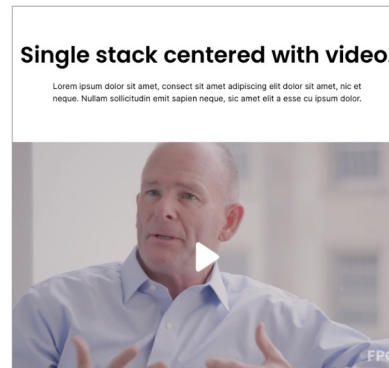 Single stack centered with video.
Lorem ipsum dolor sit amet, consect sit amet adipiscing elit dolor sit amet, nic et
neque. Nullam sollicitudin emit sapien neque, sic amet elit a esse cu ipsum dolor.